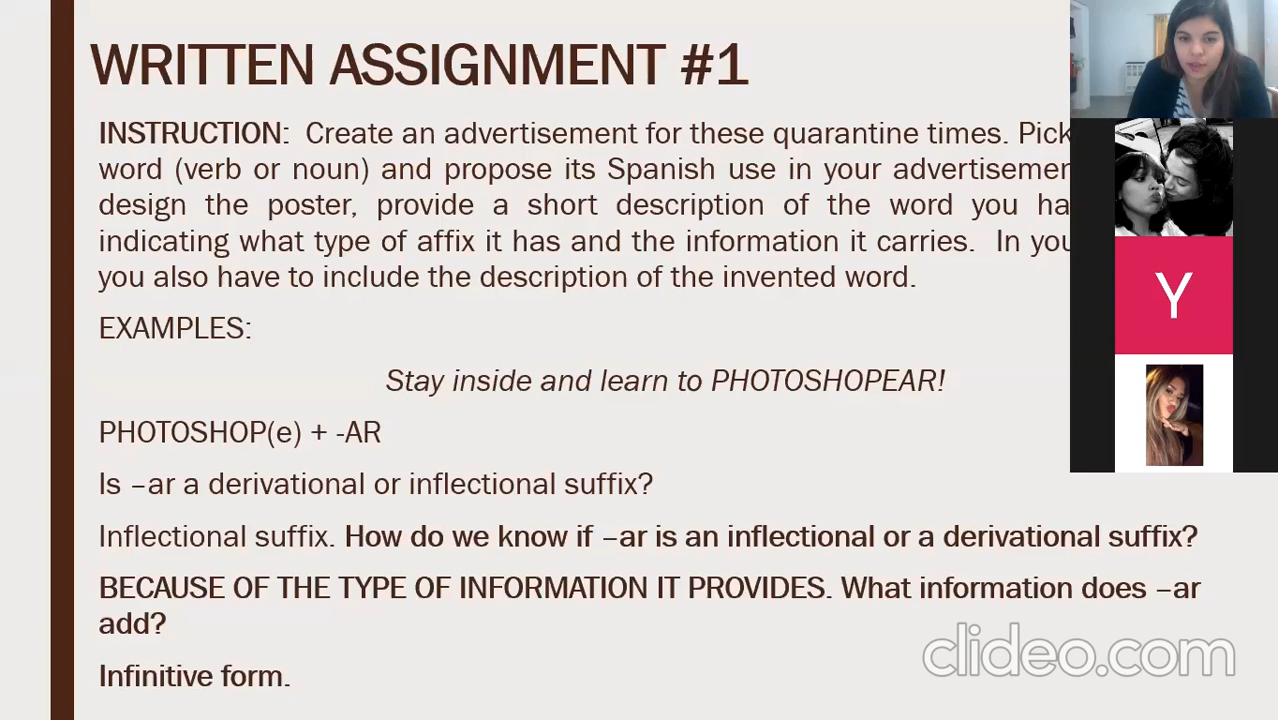 WRITTEN ASSIGNMENT #1
INSTRUCTION: Create an advertisement for these quarantine times. Pick
word (verb or noun) and propose its Spanish use in your
design the poster, provide a short description of the word you
indicating what type of affix it has and the information it carries. In
you also have to include the description of the invented word.
EXAMPLES:
Stay inside and learn to PHOTOSHOPEAR!
PHOTOSHOP(e) + -AR
Is –ar a derivational or inflectional suffix?
Inflectional suffix. How do we know if –ar is an inflectional or a derivational suffix?
BECAUSE OF THE TYPE OF INFORMATION IT PROVIDES. What information does –ar
add?
Infinitive form.
Y
clideo.com